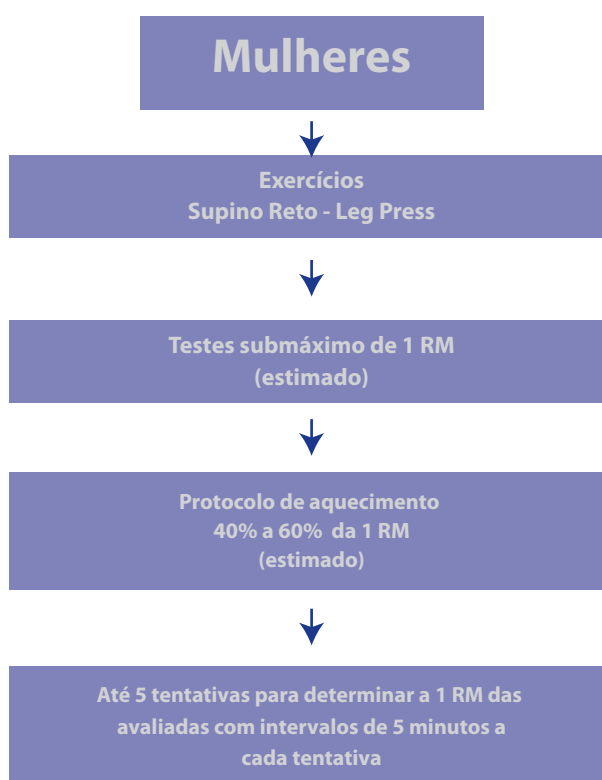 Mulheres
Exercícios
Supino Reto - Leg Press
Testes submáximo de 1 RM
(estimado)
Protocolo de aquecimento
40% a 60% da 1 RM
(estimado)
Até 5 tentativas para determinar a 1 RM das
avaliadas com intervalos de 5 minutos a
cada tentativa